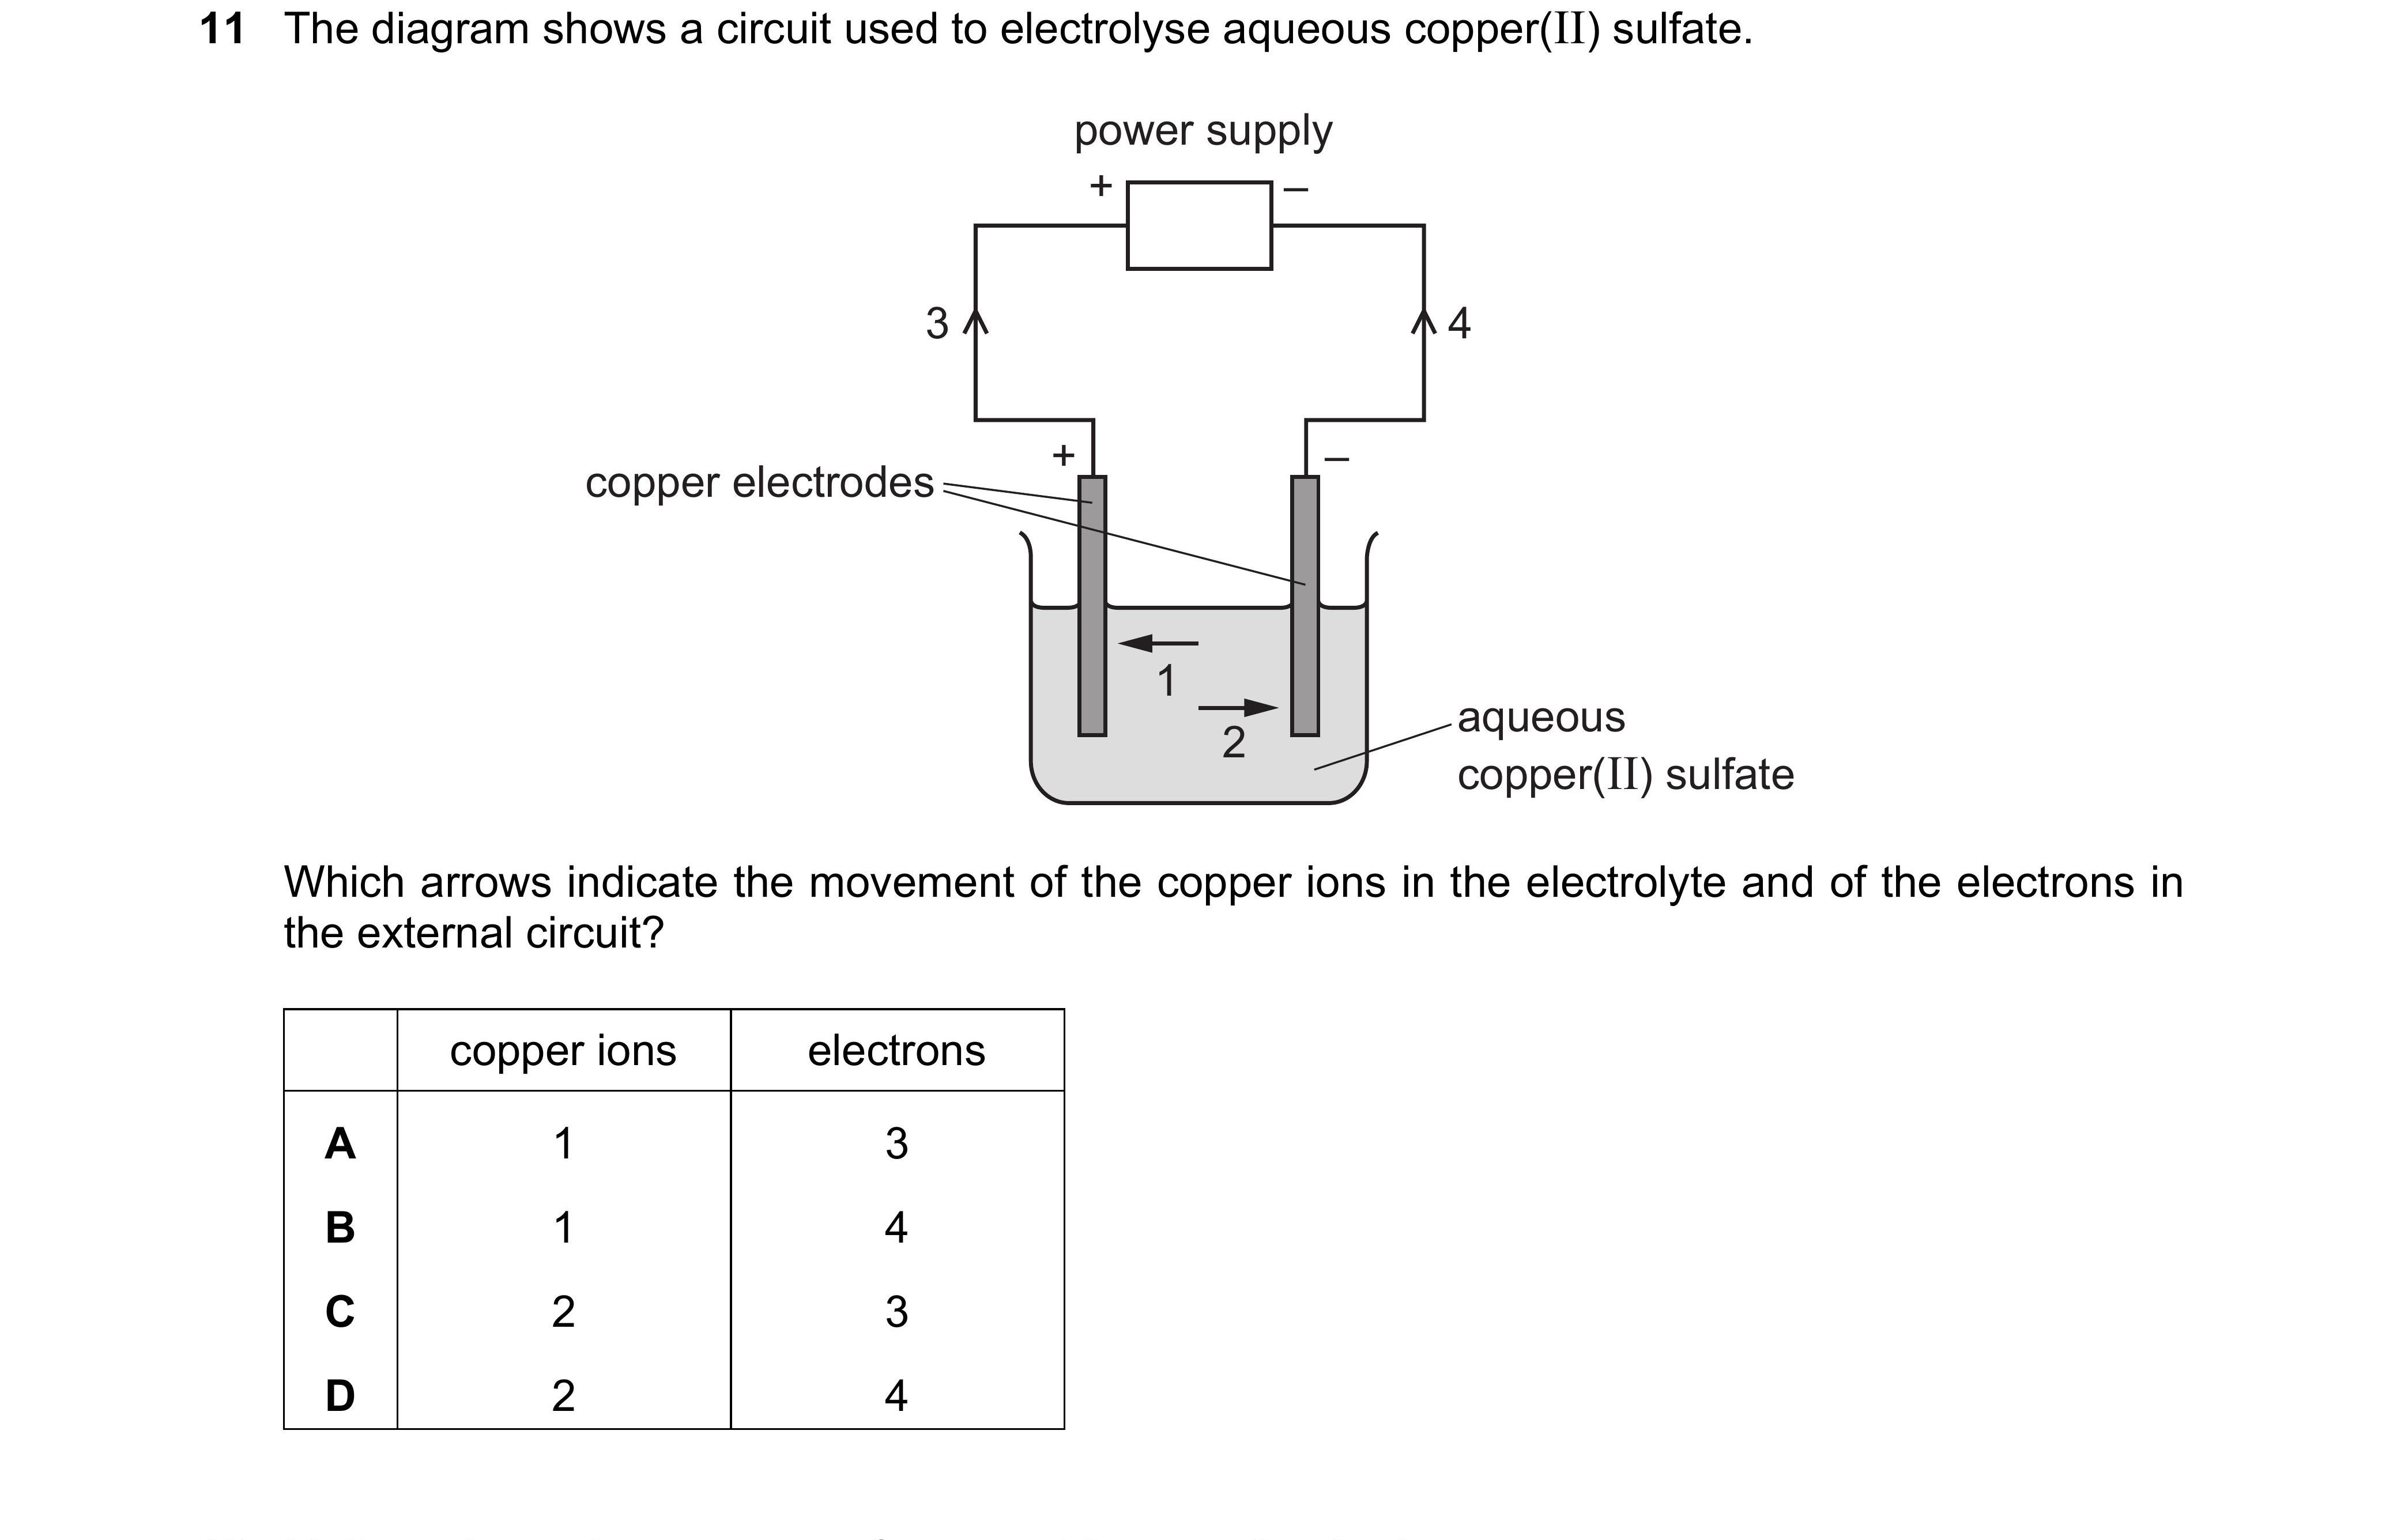 11 The diagram shows a circuit used to electrolyse aqueous copper(II) sulfate.
power supply
+ –
3 4
+ –
copper electrodes
1
2
aqueous
copper(II) sulfate
Which arrows indicate the movement of the copper ions in the electrolyte and of the electrons in
the external circuit?
copper ions electrons
A 1 3
B 1 4
C 2 3
D 2 4